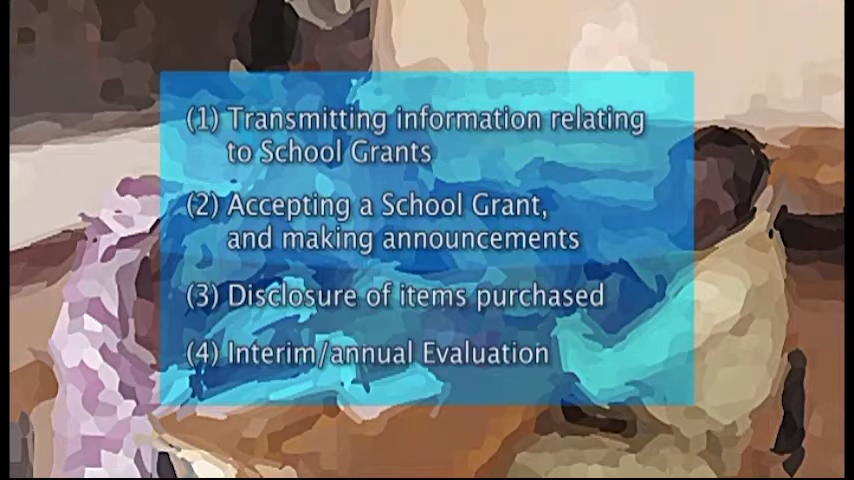 (1) Transmitting information relating
to School Grants
(2) Accepting a School Grant,
and making announcements
(3) Disclosure of items purchased
(4) Interim/annual Evaluation